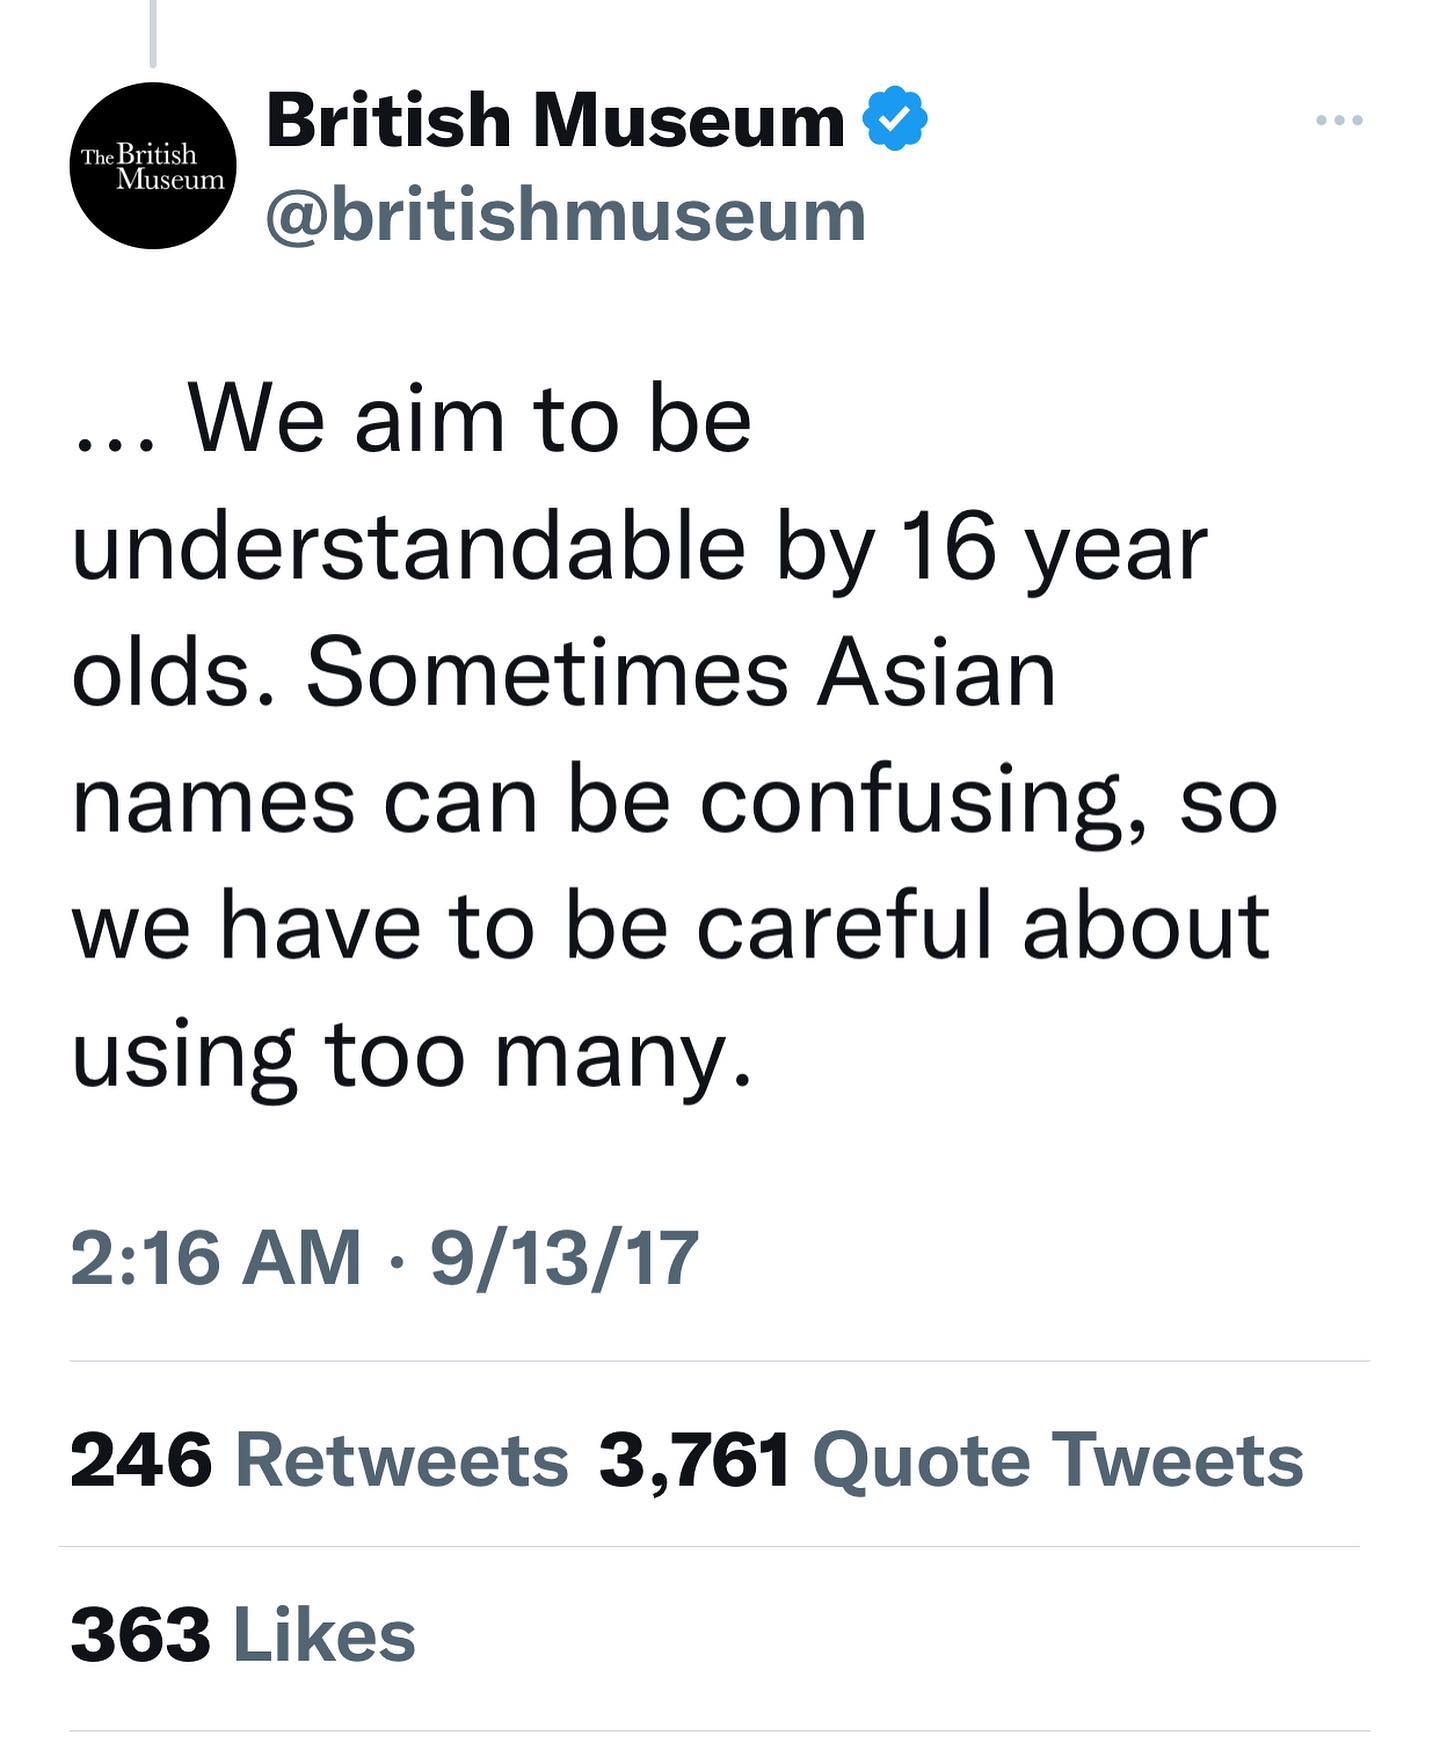 The British
Museum
British Museum
@britishmuseum
... We aim to be
understandable by 16 year
olds. Sometimes Asian
names can be confusing, so
we have to be careful about
using too many.
2:16 AM · 9/13/17
246 Retweets 3,761 Quote Tweets
363 Likes